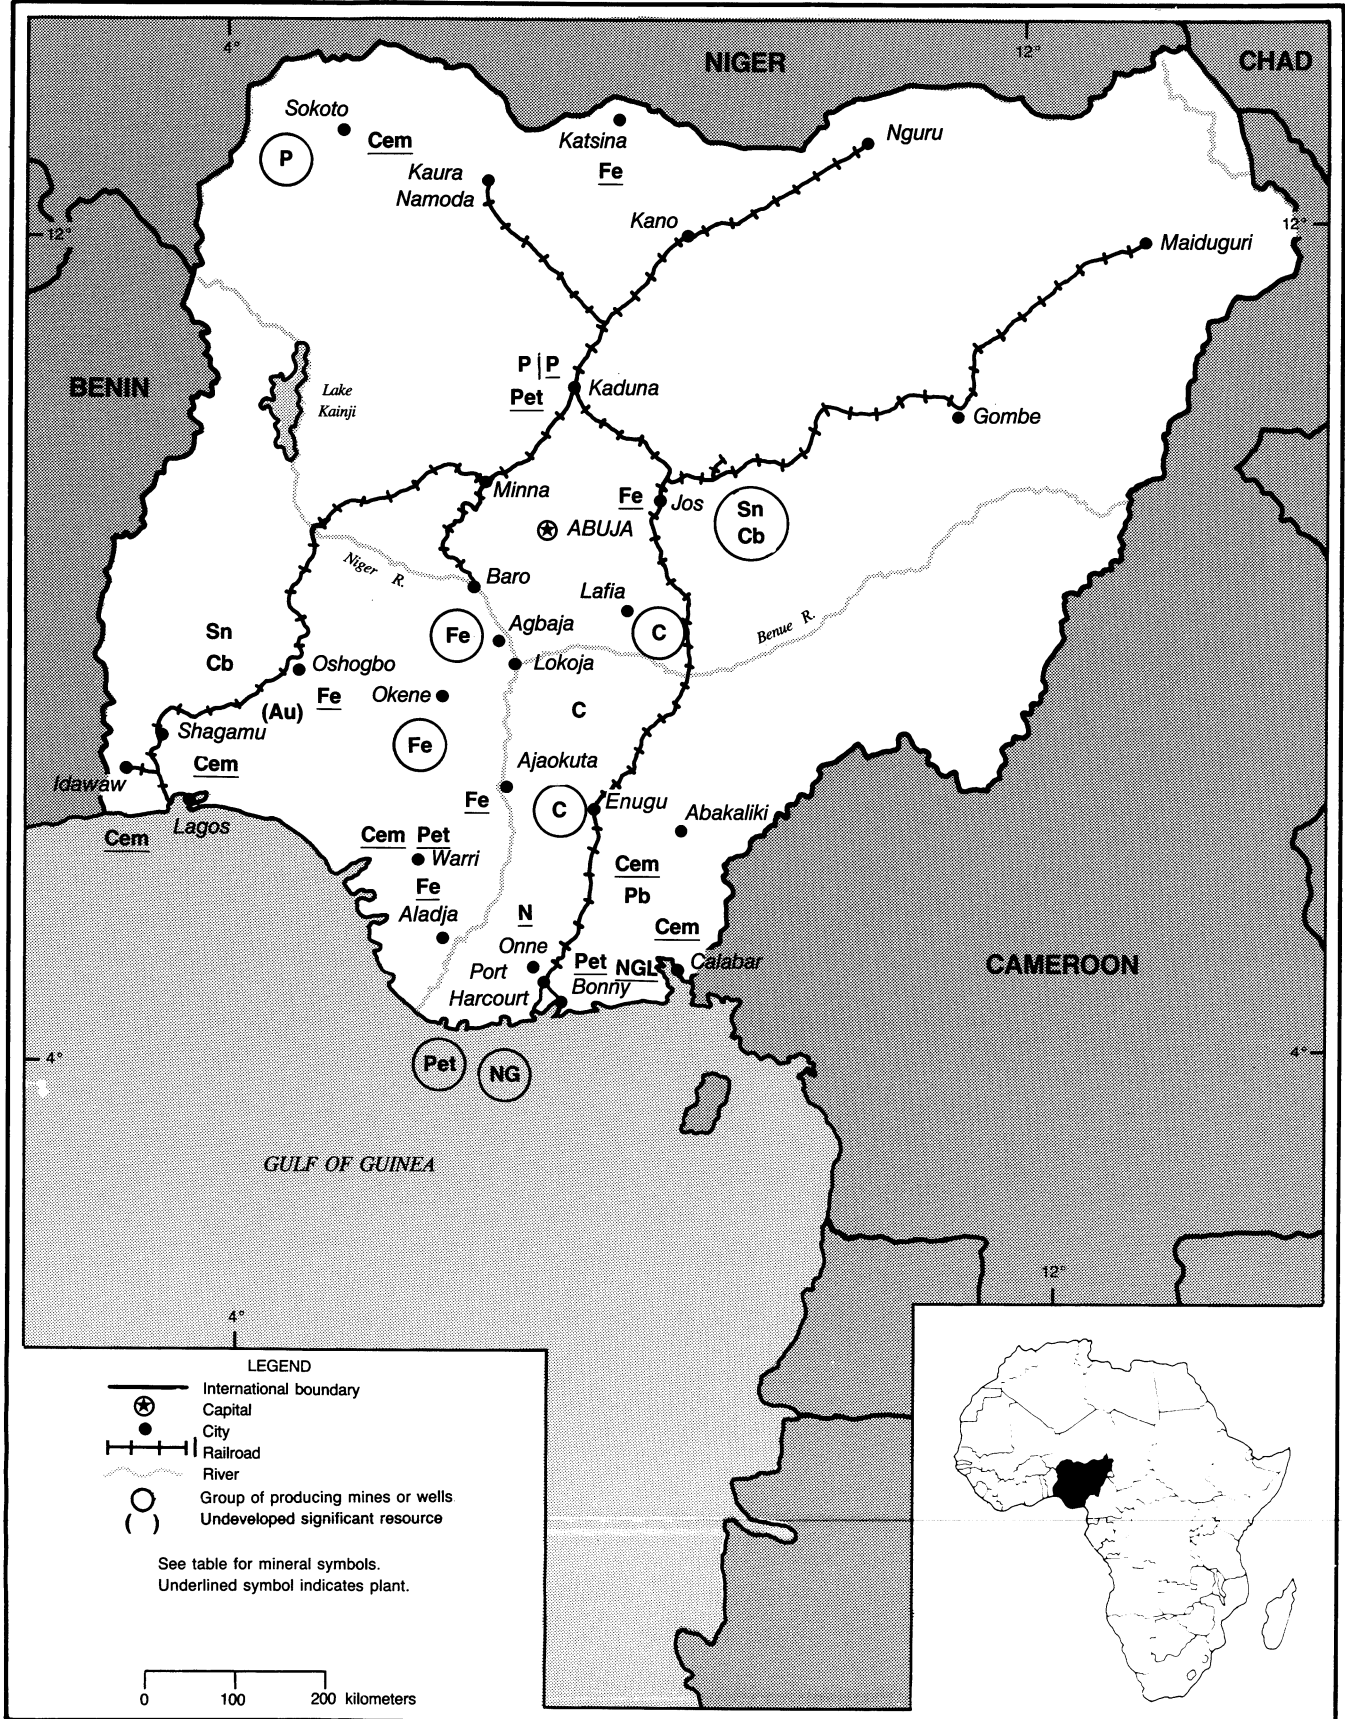 4°
12°
NIGER
CHAD
Sokoto
Cem
P
Katsina
Fe
Nguru
Kaura
Namoda
Kano
12°
12°
Maiduguri
BENIN
Lake
Kainji
P | P
Pet
Kaduna
Gombe
Minna
Fe
Jos
Sn
Cb
ABUJA
Niger R.
Baro
Lafia
Benue R.
Fe
Agbaja
C
Sn
Cb
Oshogbo
Lokoja
(Au)
Fe
Okene
C
Shagamu
Fe
Cem
Idawaw
Ajaokuta
Fe
C
Enugu
Abakaliki
Lagos
Cem
Cem Pet
Warri
Cem
Pb
Fe
Aladja
N
Cem
Onne
Port
Harcourt
Pet NGL
Bonny
Calabar
CAMEROON
4°
4°
Pet
NG
GULF OF GUINEA
12°
4°
LEGEND
International boundary
Capital
City
Railroad
River
Group of producing mines or wells
( ) Undeveloped significant resource
See table for mineral symbols.
Underlined symbol indicates plant.
0 100 200 kilometers